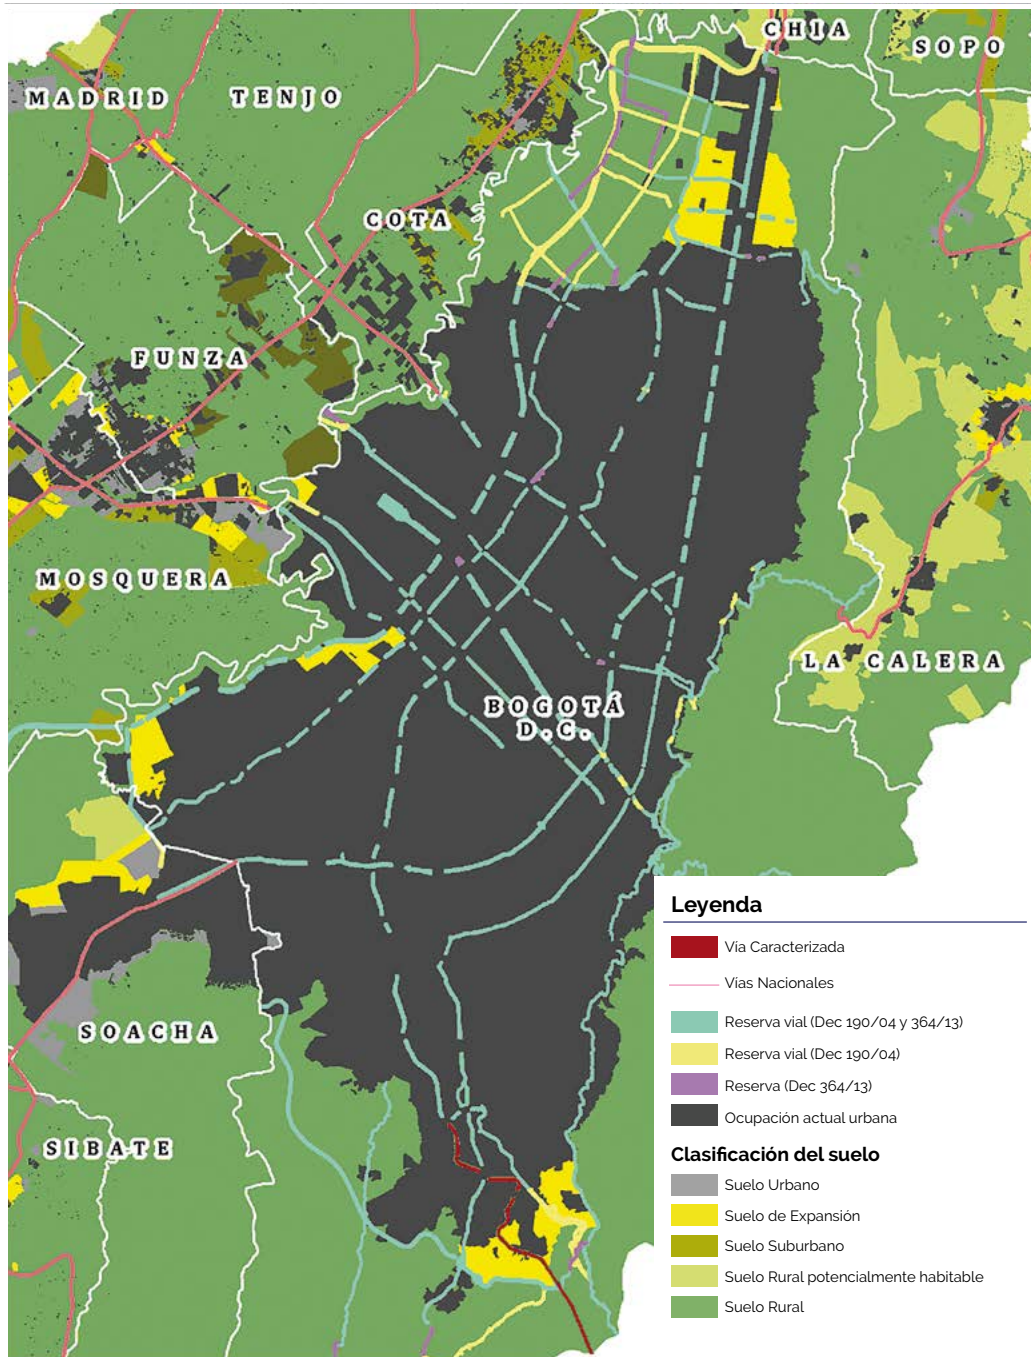 CHIA
SOPO
MADRID
TENJO
COTA
FUNZA
MOSQUERA
LA CALERA
BOGOTÁ
D.C.
SOACHA
SIBATE
Leyenda
Via Caracterizada
Vías Nacionales
Reserva vial (Dec 190/04 y 364/13)
Reserva vial (Dec 190/04)
Reserva (Dec 364/13)
Ocupación actual urbana
Clasificación del suelo
Suelo Urbano
Suelo de Expansión
Suelo Suburbano
Suelo Rural potencialmente habitable
Suelo Rural